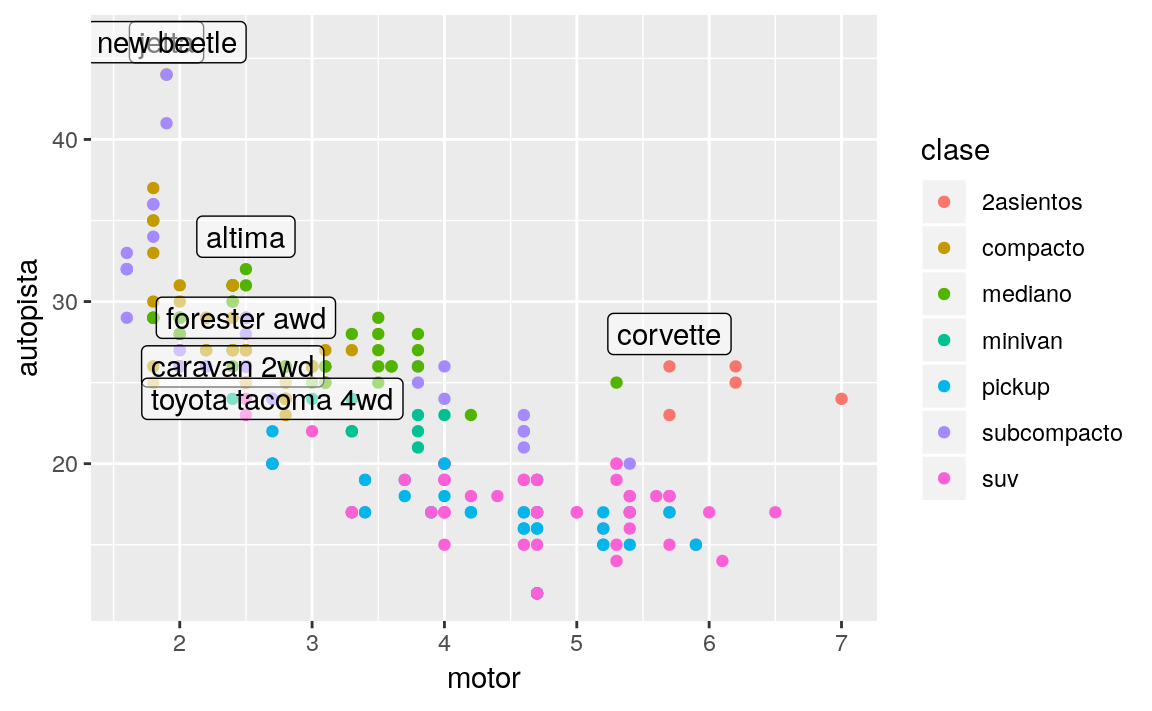 jetta
new beetle
altima
forester awd
caravan 2wd
toyota tacoma 4wd
corvette
autopista
40
30
20
2 3 4 5 6 7
motor
clase
2asientos
compacto
mediano
minivan
pickup
subcompacto
suv